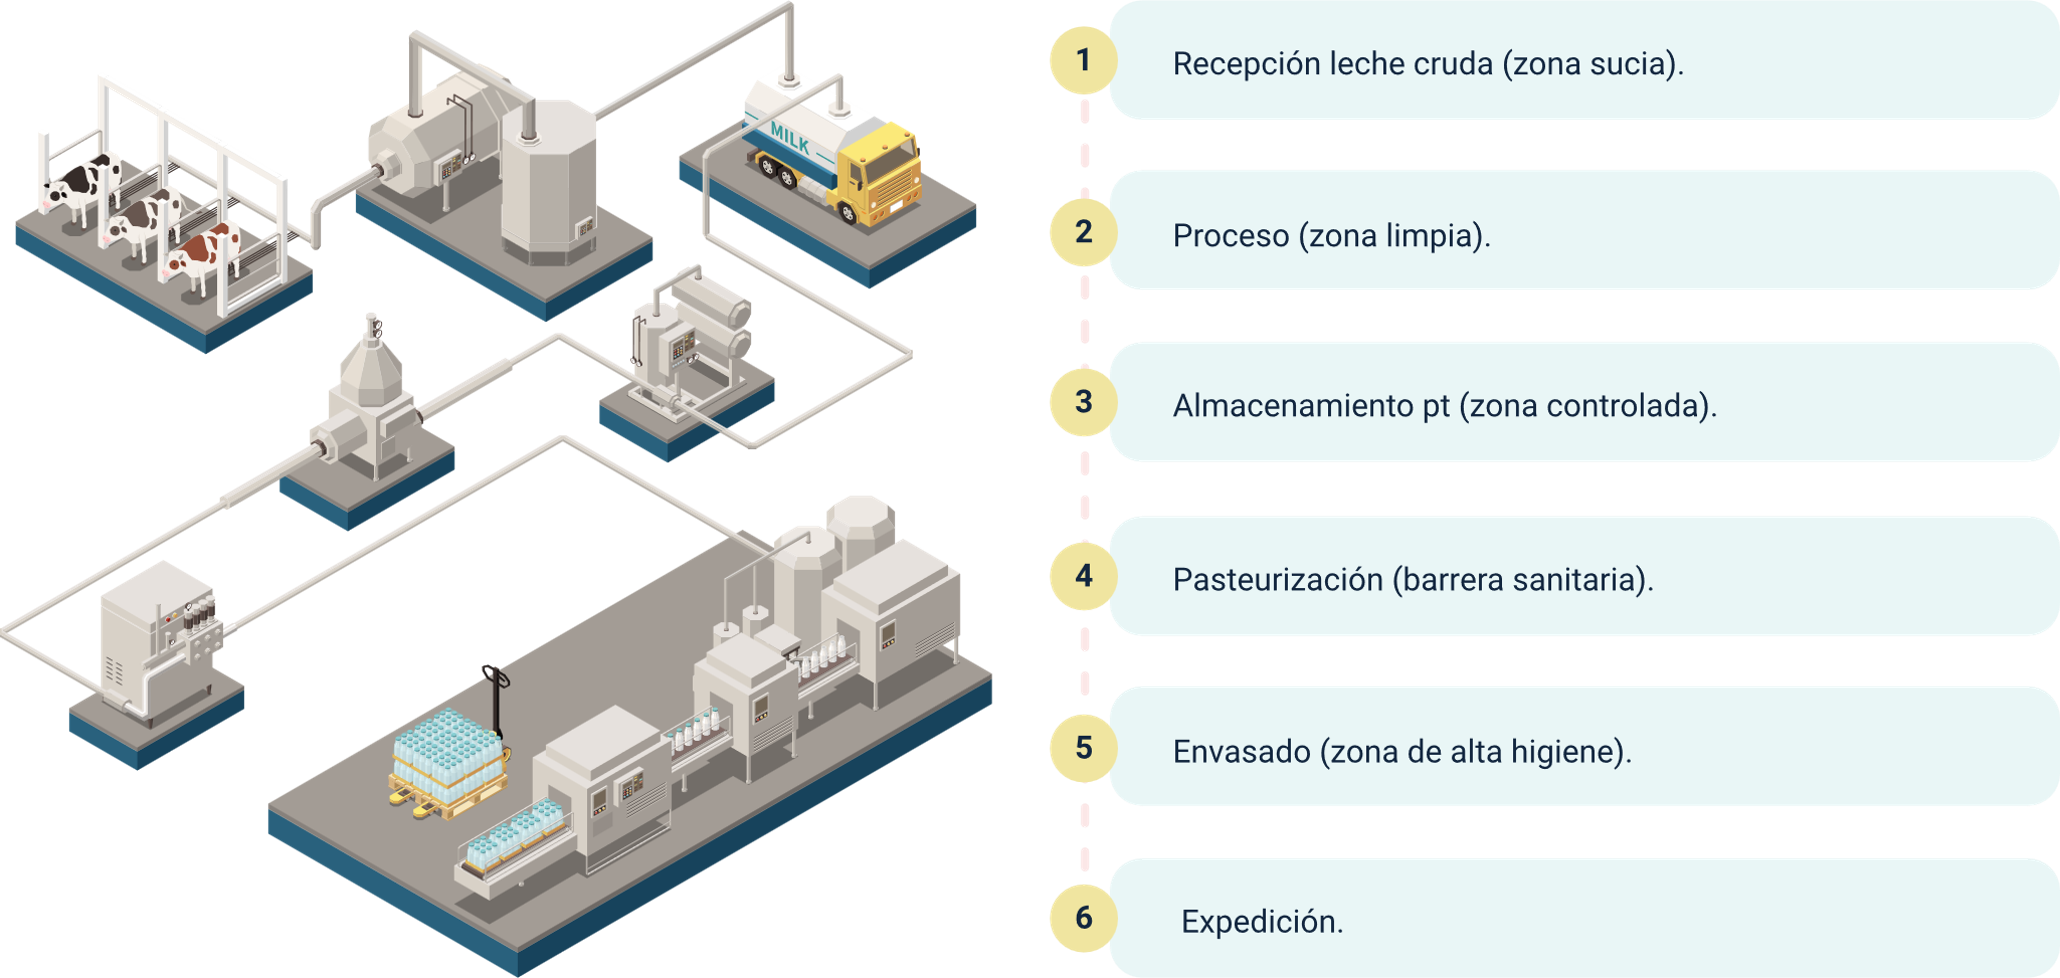 MILK
1
Recepción leche cruda (zona sucia).
2
Proceso (zona limpia).
3
Almacenamiento pt (zona controlada).
4
Pasteurización (barrera sanitaria).
5
Envasado (zona de alta higiene).
6
Expedición.